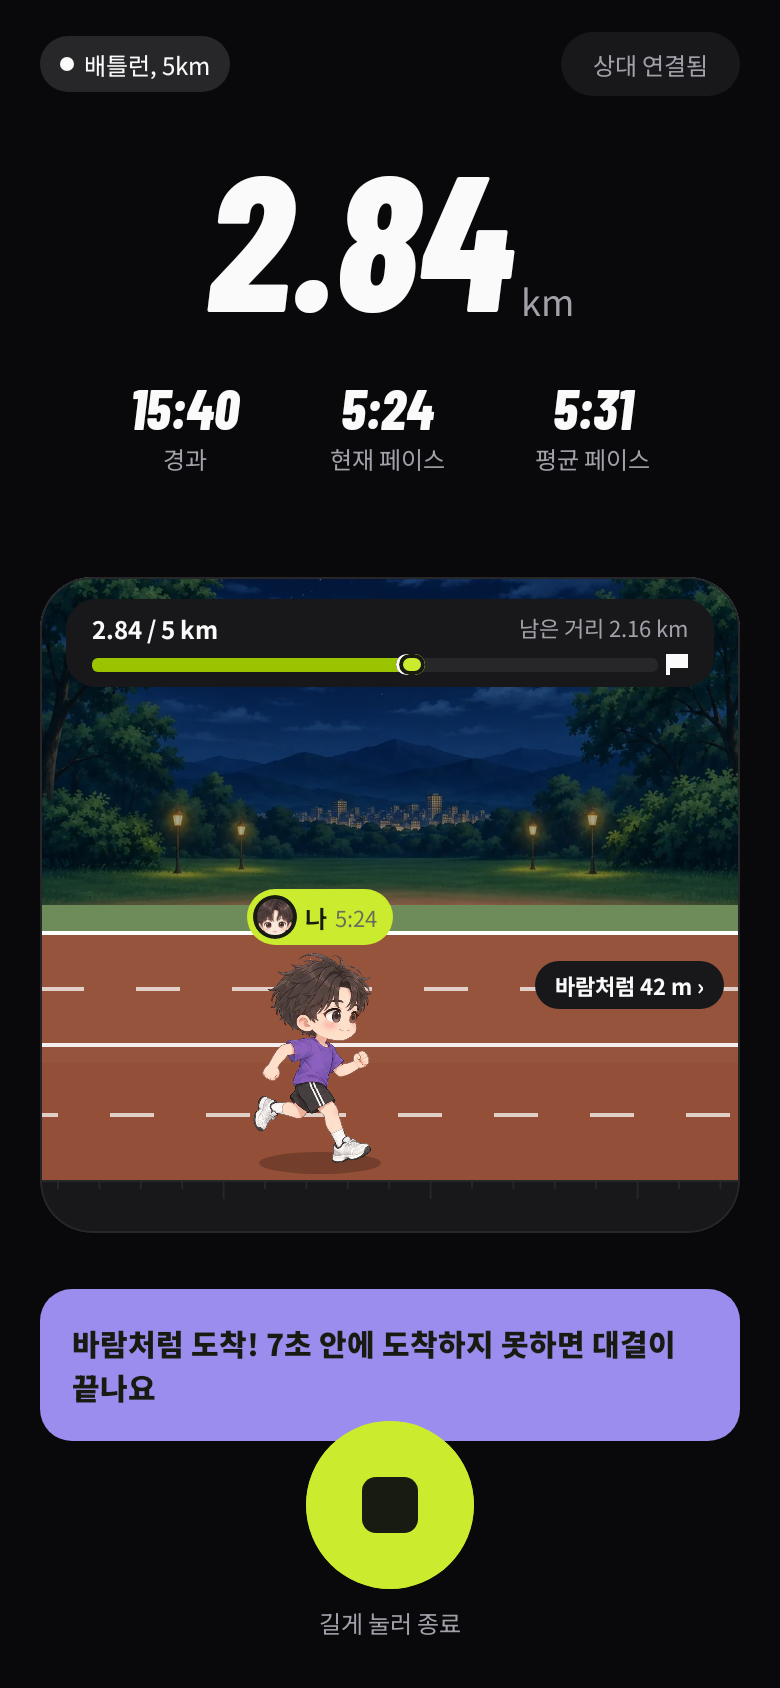 배틀런, 5km
상대 연결됨
2.84 km
15:40 5:24 5:31
경과 현재 페이스 평균 페이스
2.84 / 5 km 남은 거리 2.16 km
나 5:24
바람처럼 42 m ›
바람처럼 도착! 7초 안에 도착하지 못하면 대결이
끝나요
길게 눌러 종료